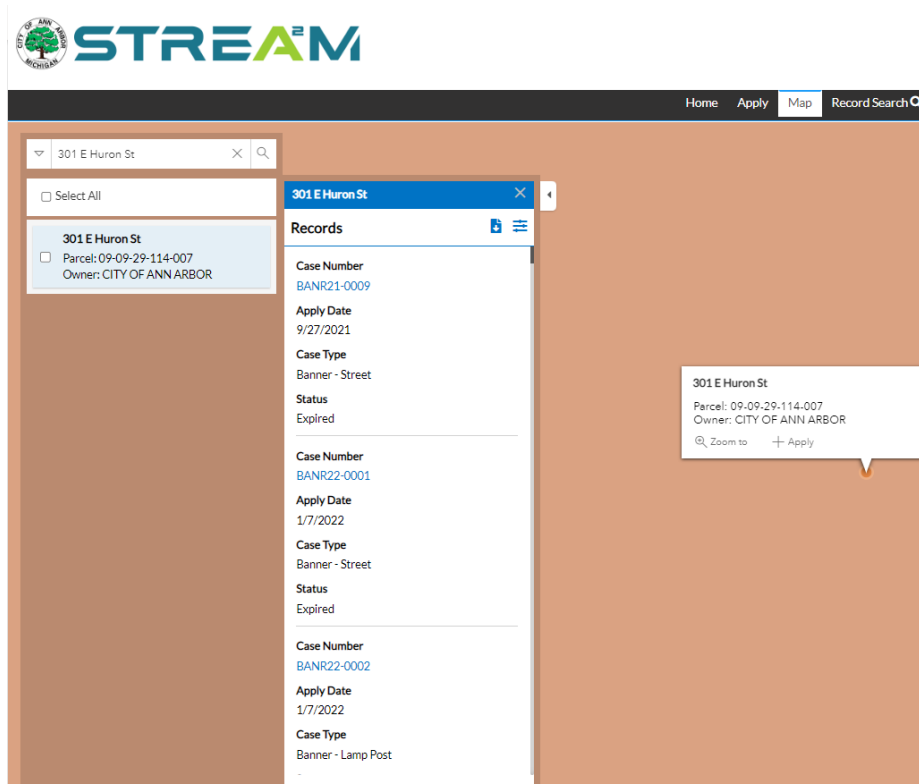 CITY OF ANN ARBOR
MICHIGAN
STREA2M
Home Apply Map Record Search
301 E Huron St
Select All
301 E Huron St
Parcel: 09-09-29-114-007
Owner: CITY OF ANN ARBOR
301 E Huron St
Records
Case Number
BANR21-0009
Apply Date
9/27/2021
Case Type
Banner - Street
Status
Expired
Case Number
BANR22-0001
Apply Date
1/7/2022
Case Type
Banner - Street
Status
Expired
Case Number
BANR22-0002
Apply Date
1/7/2022
Case Type
Banner - Lamp Post
301 E Huron St
Parcel: 09-09-29-114-007
Owner: CITY OF ANN ARBOR
Zoom to Apply